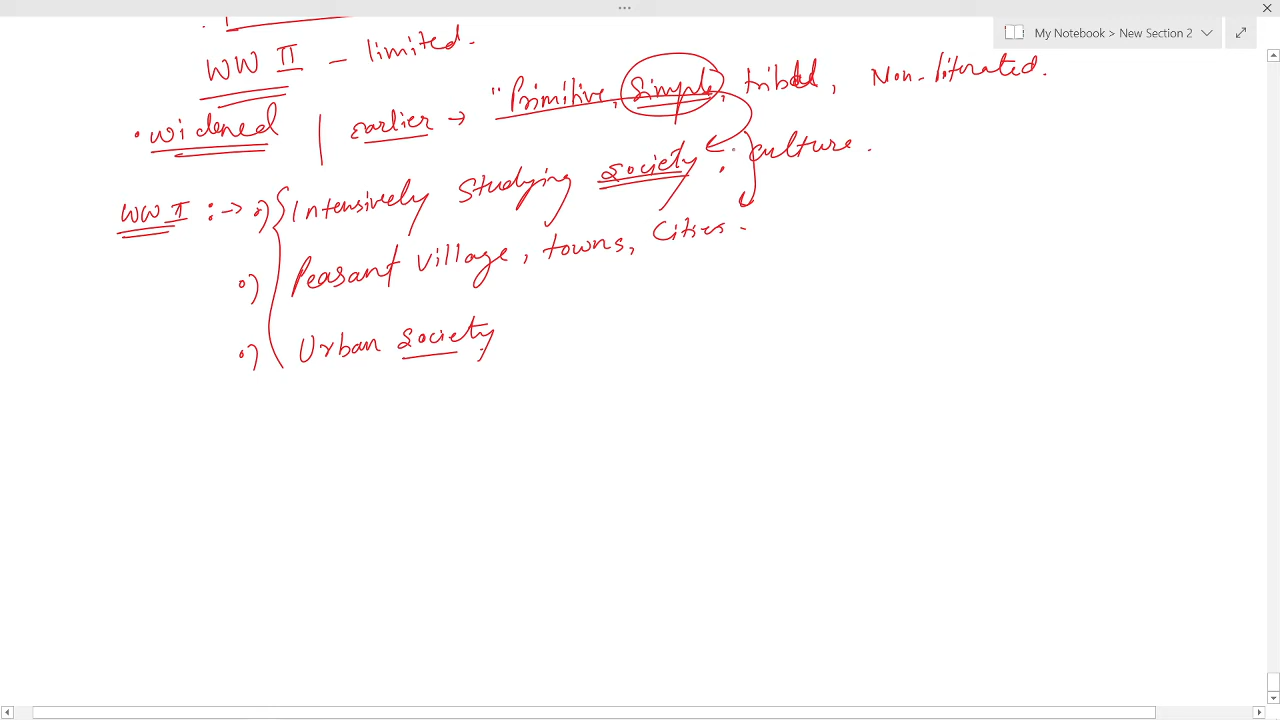 My Notebook > New Section 2
WW II - limited.
• widened | earlier → "Primitive, Simple, tribal, Non-literated.
WW II :→ •) Intensively Studying society. culture.
•) Peasant village, towns, Cities.
•) Urban society